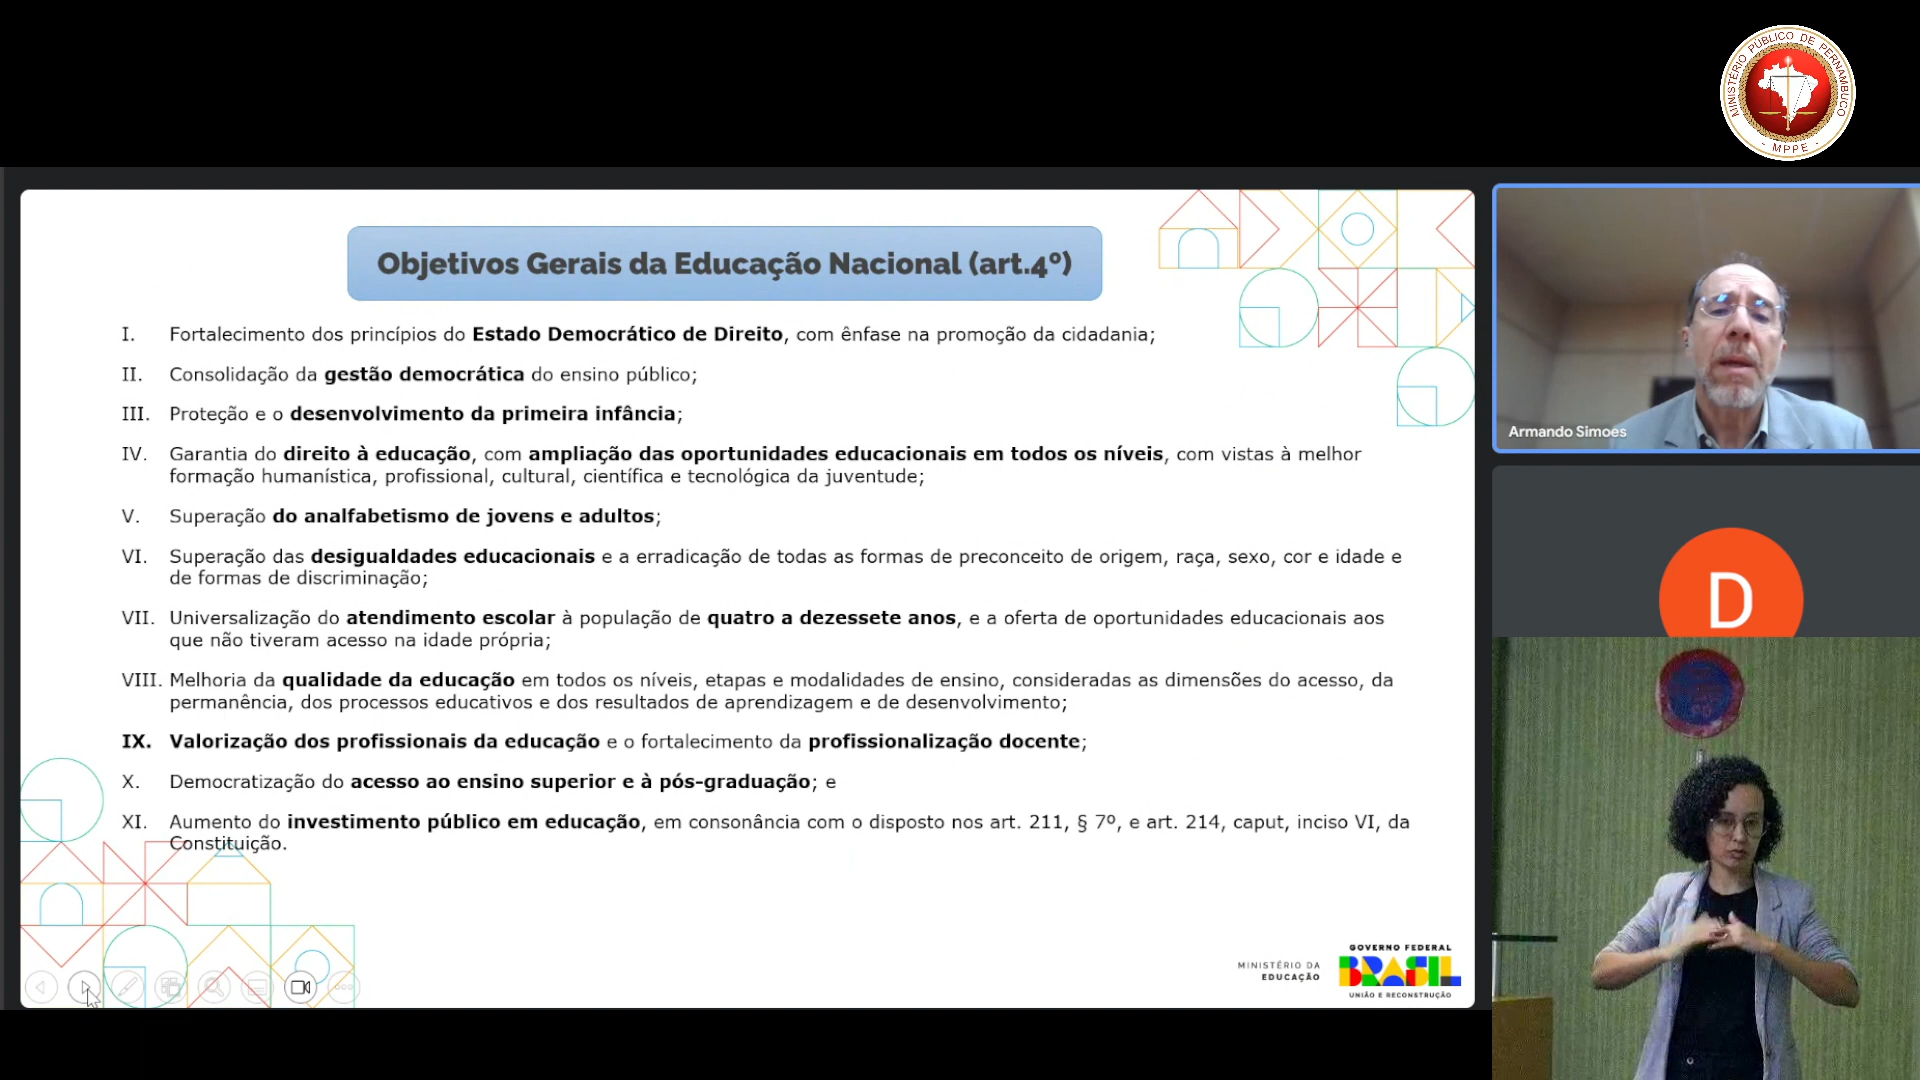 MINISTÉRIO PÚBLICO DE PERNAMBUCO
- MPPE -
Objetivos Gerais da Educação Nacional (art.4º)
I. Fortalecimento dos princípios do Estado Democrático de Direito, com ênfase na promoção da cidadania;
II. Consolidação da gestão democrática do ensino público;
III. Proteção e o desenvolvimento da primeira infância;
IV. Garantia do direito à educação, com ampliação das oportunidades educacionais em todos os níveis, com vistas à melhor
formação humanística, profissional, cultural, científica e tecnológica da juventude;
V. Superação do analfabetismo de jovens e adultos;
VI. Superação das desigualdades educacionais e a erradicação de todas as formas de preconceito de origem, raça, sexo, cor e idade e
de formas de discriminação;
VII. Universalização do atendimento escolar à população de quatro a dezessete anos, e a oferta de oportunidades educacionais aos
que não tiveram acesso na idade própria;
VIII. Melhoria da qualidade da educação em todos os níveis, etapas e modalidades de ensino, consideradas as dimensões do acesso, da
permanência, dos processos educativos e dos resultados de aprendizagem e de desenvolvimento;
IX. Valorização dos profissionais da educação e o fortalecimento da profissionalização docente;
X. Democratização do acesso ao ensino superior e à pós-graduação; e
XI. Aumento do investimento público em educação, em consonância com o disposto nos art. 211, § 7º, e art. 214, caput, inciso VI, da
Constituição.
MINISTÉRIO DA
EDUCAÇÃO
GOVERNO FEDERAL
BRASIL
UNIÃO E RECONSTRUÇÃO
Armando Simoes
D